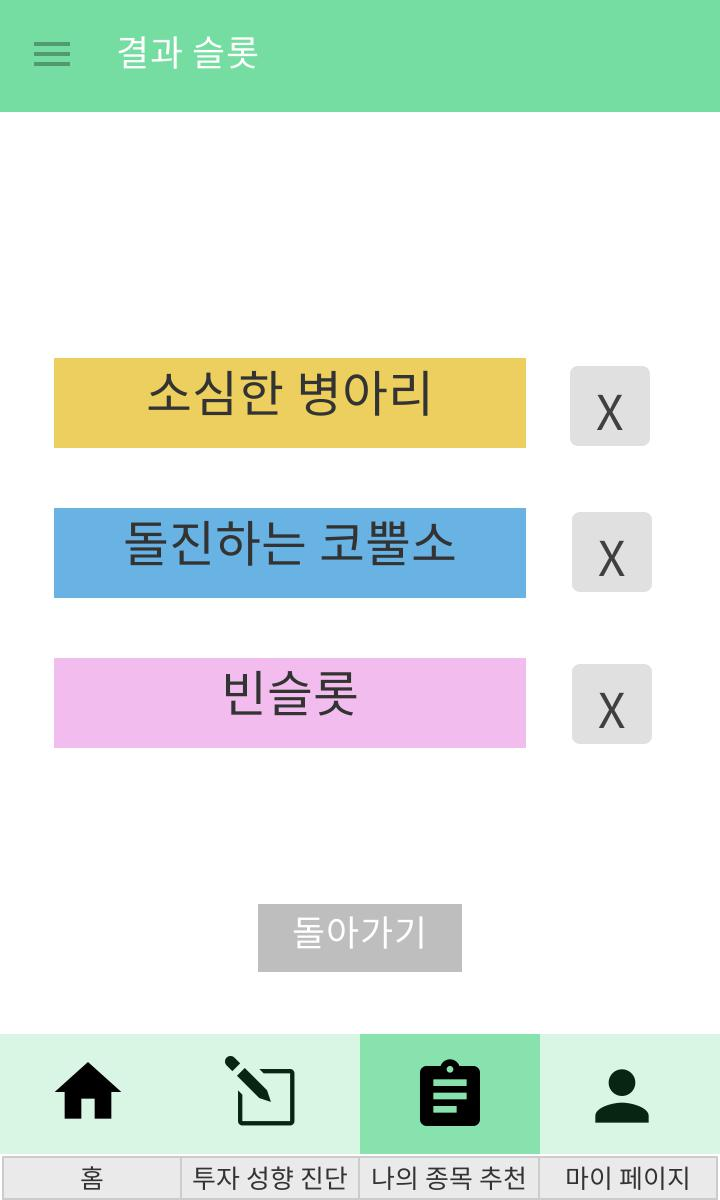 결과 슬롯
소심한 병아리
X
돌진하는 코뿔소
X
빈슬롯
X
돌아가기
홈
투자 성향 진단
나의 종목 추천
마이 페이지